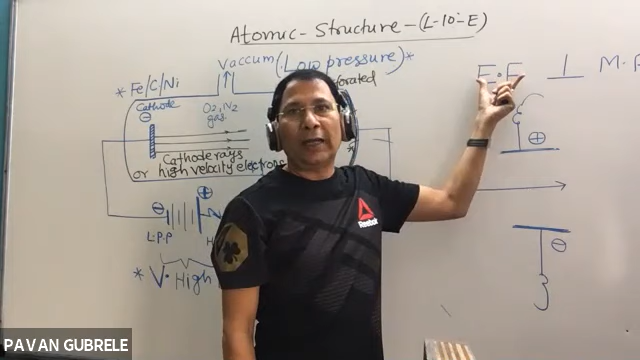 Atomic-Structure-(L-10-E)
Vaccum (Low pressure)*
* Fe/C/Ni
Cathode
⊖
O2, N2
gas.
Cathode rays
or high velocity electrons
⊖
⊕
L.P.P
* V. High
E.F ⊥ M.
⊕
⊖
Reebok
PAVAN GUBRELE